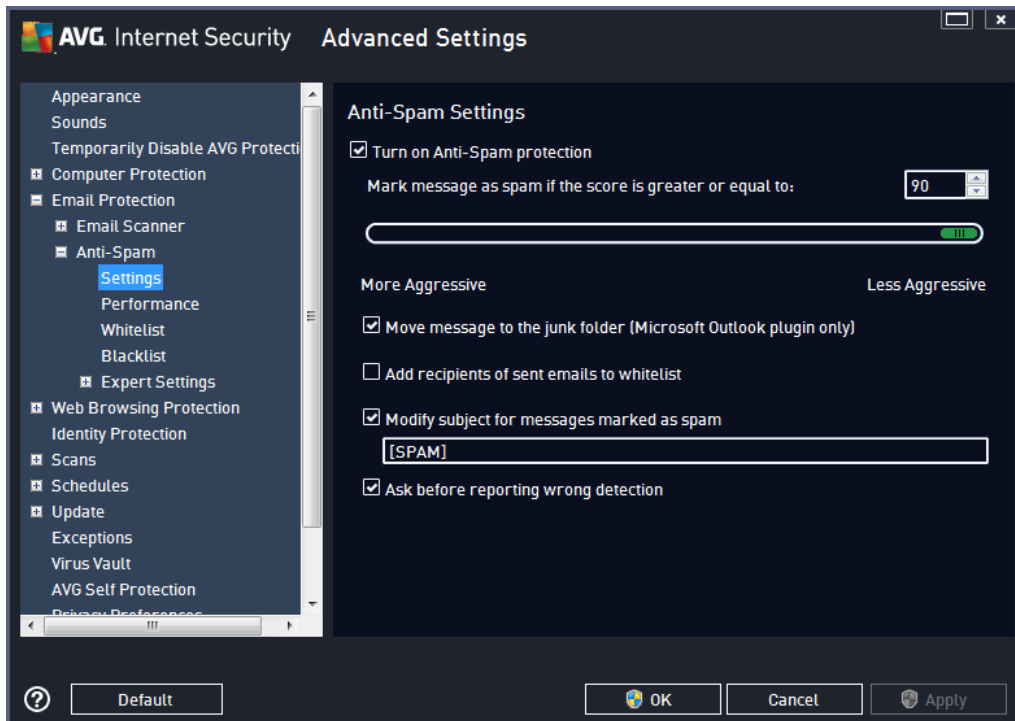 AVG. Internet Security Advanced Settings
Appearance
Sounds
Temporarily Disable AVG Protecti
Computer Protection
Email Protection
Email Scanner
Anti-Spam
Settings
Performance
Whitelist
Blacklist
Expert Settings
Web Browsing Protection
Identity Protection
Scans
Schedules
Update
Exceptions
Virus Vault
AVG Self Protection
Privacy Preferences
Anti-Spam Settings
Turn on Anti-Spam protection
Mark message as spam if the score is greater or equal to: 90
More Aggressive Less Aggressive
Move message to the junk folder (Microsoft Outlook plugin only)
Add recipients of sent emails to whitelist
Modify subject for messages marked as spam
[SPAM]
Ask before reporting wrong detection
? Default OK Cancel Apply